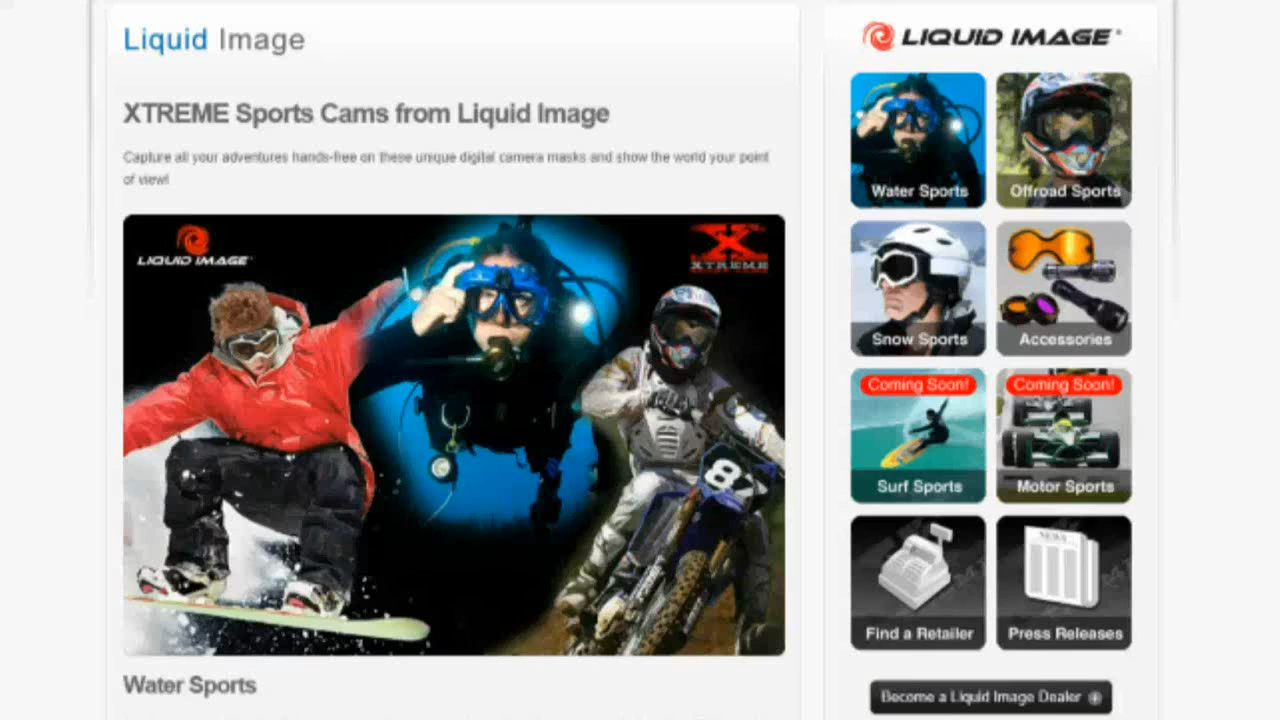 Liquid Image
XTREME Sports Cams from Liquid Image
Capture all your adventures hands-free on these unique digital camera masks and show the world your point
of view!
LIQUID IMAGE
X
XTREME
87
Water Sports
LIQUID IMAGE
Water Sports
Offroad Sports
Snow Sports
Accessories
Coming Soon!
Surf Sports
Coming Soon!
Motor Sports
Find a Retailer
NEWS
Press Releases
Become a Liquid Image Dealer